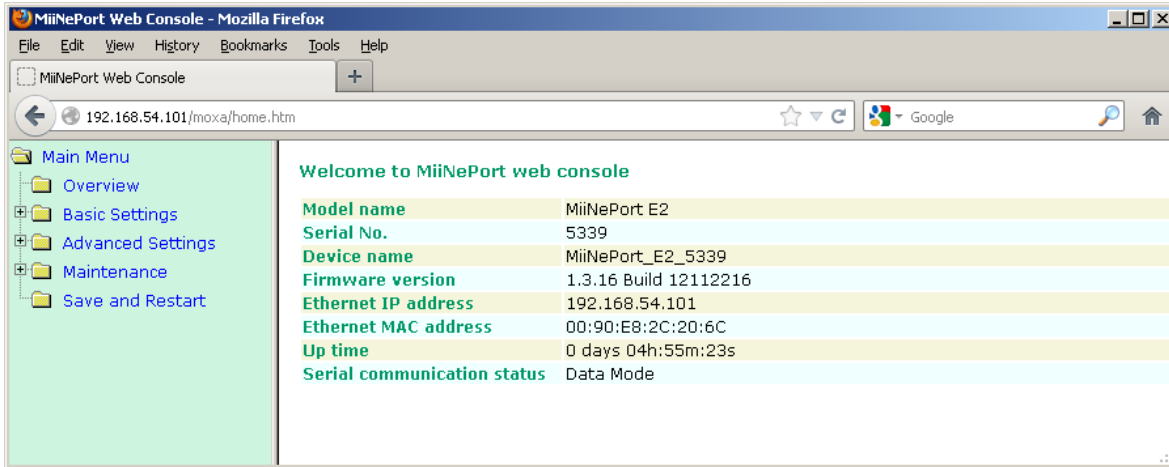 MiiNePort Web Console - Mozilla Firefox
File Edit View History Bookmarks Tools Help
MiiNePort Web Console +
192.168.54.101/moxa/home.htm Google
Main Menu
Overview
Basic Settings
Advanced Settings
Maintenance
Save and Restart
Welcome to MiiNePort web console
Model name MiiNePort E2
Serial No. 5339
Device name MiiNePort_E2_5339
Firmware version 1.3.16 Build 12112216
Ethernet IP address 192.168.54.101
Ethernet MAC address 00:90:E8:2C:20:6C
Up time 0 days 04h:55m:23s
Serial communication status Data Mode